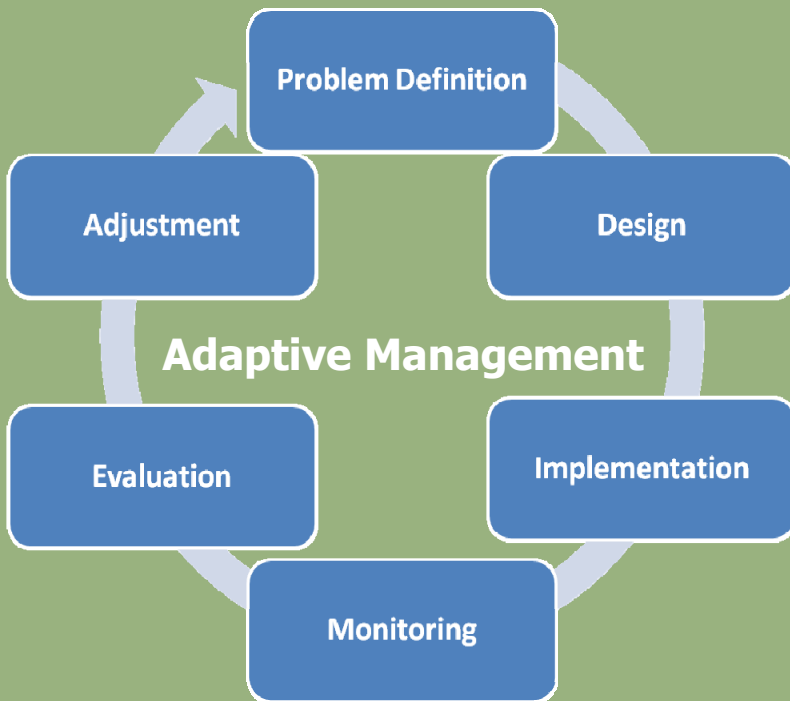 Problem Definition
Design
Implementation
Monitoring
Evaluation
Adjustment
Adaptive Management